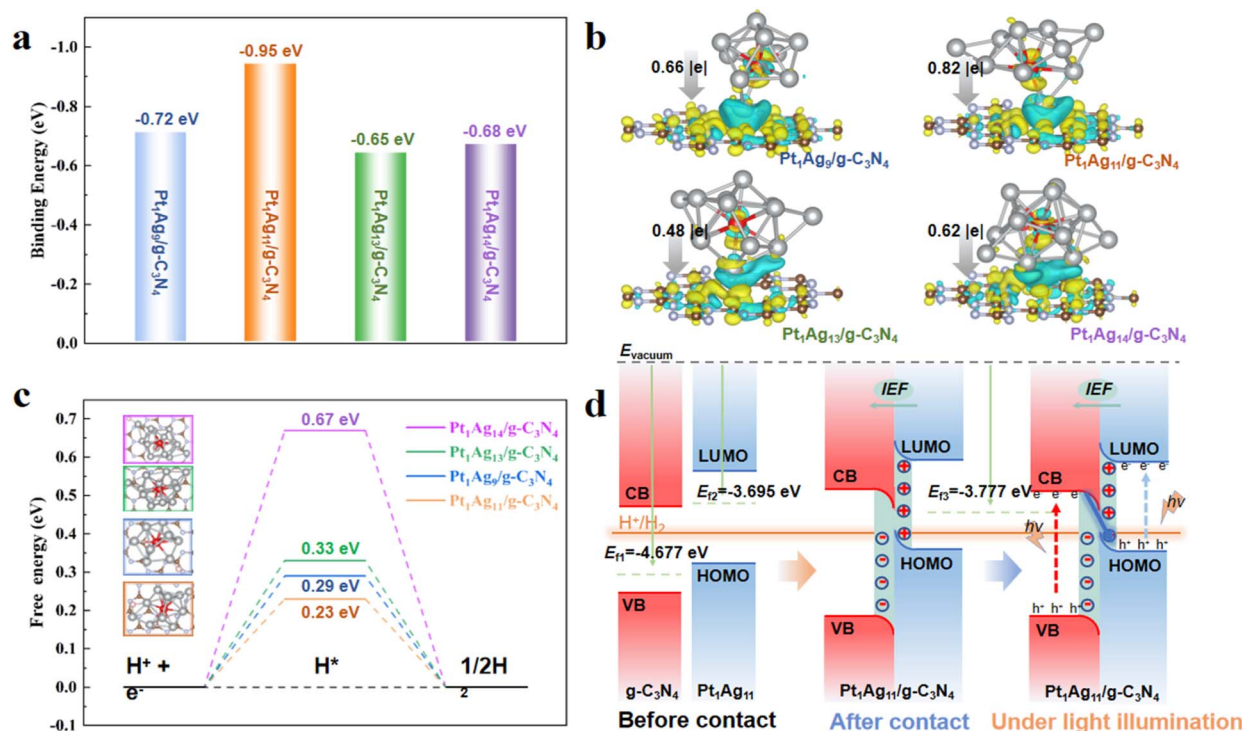 a
Binding Energy (eV)
-1.0
-0.8
-0.6
-0.4
-0.2
0.0
-0.72 eV
-0.95 eV
-0.65 eV
-0.68 eV
Pt₁Ag₉/g-C₃N₄
Pt₁Ag₁₁/g-C₃N₄
Pt₁Ag₁₃/g-C₃N₄
Pt₁Ag₁₄/g-C₃N₄
b
0.66 |e|
Pt₁Ag₉/g-C₃N₄
0.82 |e|
Pt₁Ag₁₁/g-C₃N₄
0.48 |e|
Pt₁Ag₁₃/g-C₃N₄
0.62 |e|
Pt₁Ag₁₄/g-C₃N₄
c
Free energy (eV)
0.7
0.6
0.5
0.4
0.3
0.2
0.1
0.0
-0.1
0.67 eV
0.33 eV
0.29 eV
0.23 eV
Pt₁Ag₁₄/g-C₃N₄
Pt₁Ag₁₃/g-C₃N₄
Pt₁Ag₉/g-C₃N₄
Pt₁Ag₁₁/g-C₃N₄
H⁺ +
e⁻
H*
1/2H
2
d
E vacuum
CB
LUMO
E f2=-3.695 eV
H⁺/H₂
E f1=-4.677 eV
HOMO
VB
g-C₃N₄
Pt₁Ag₁₁
Before contact
IEF
LUMO
CB
E f3=-3.777 eV
HOMO
VB
Pt₁Ag₁₁/g-C₃N₄
After contact
IEF
LUMO
e⁻ e⁻ e⁻
CB
e⁻ e⁻ e⁻
hv
hv
h⁺ h⁺ h⁺
HOMO
h⁺ h⁺ h⁺
VB
Pt₁Ag₁₁/g-C₃N₄
Under light illumination